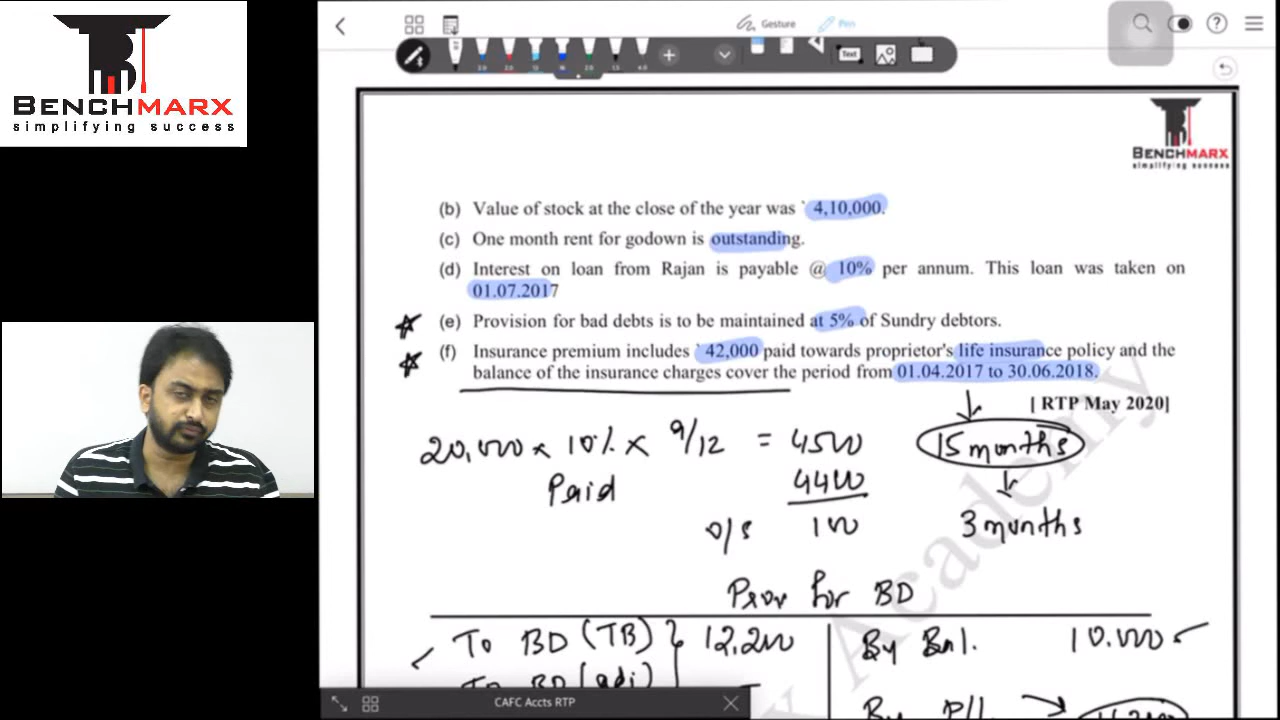 BENCHMARX
simplifying success
Gesture
Pen
Text
BENCHMARX
simplifying success
(b) Value of stock at the close of the year was ` 4,10,000.
(c) One month rent for godown is outstanding.
(d) Interest on loan from Rajan is payable @ 10% per annum. This loan was taken on
01.07.2017
(e) Provision for bad debts is to be maintained at 5% of Sundry debtors.
(f) Insurance premium includes ` 42,000 paid towards proprietor's life insurance policy and the
balance of the insurance charges cover the period from 01.04.2017 to 30.06.2018.
[ RTP May 2020]
20,000 × 10% × 9/12 = 4500
15 months
Paid 4400
o/s 100
3 months
Prov for BD
To BD (TB) 12,200
By Bal. 10,000
To BD (adj)
By P/L
Academy
CAFC Accts RTP